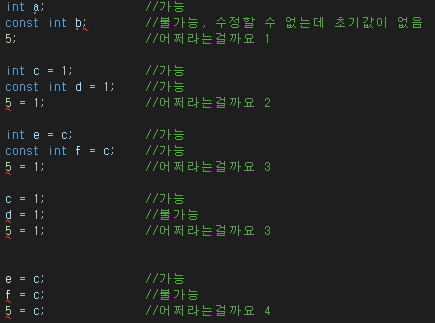 int a; //가능
const int b; //불가능, 수정할 수 없는데 초기값이 없음
5; //어쩌라는걸까요 1
int c = 1; //가능
const int d = 1; //가능
5 = 1; //어쩌라는걸까요 2
int e = c; //가능
const int f = c; //가능
5 = 1; //어쩌라는걸까요 3
c = 1; //가능
d = 1; //불가능
5 = 1; //어쩌라는걸까요 3
e = c; //가능
f = c; //불가능
5 = c; //어쩌라는걸까요 4